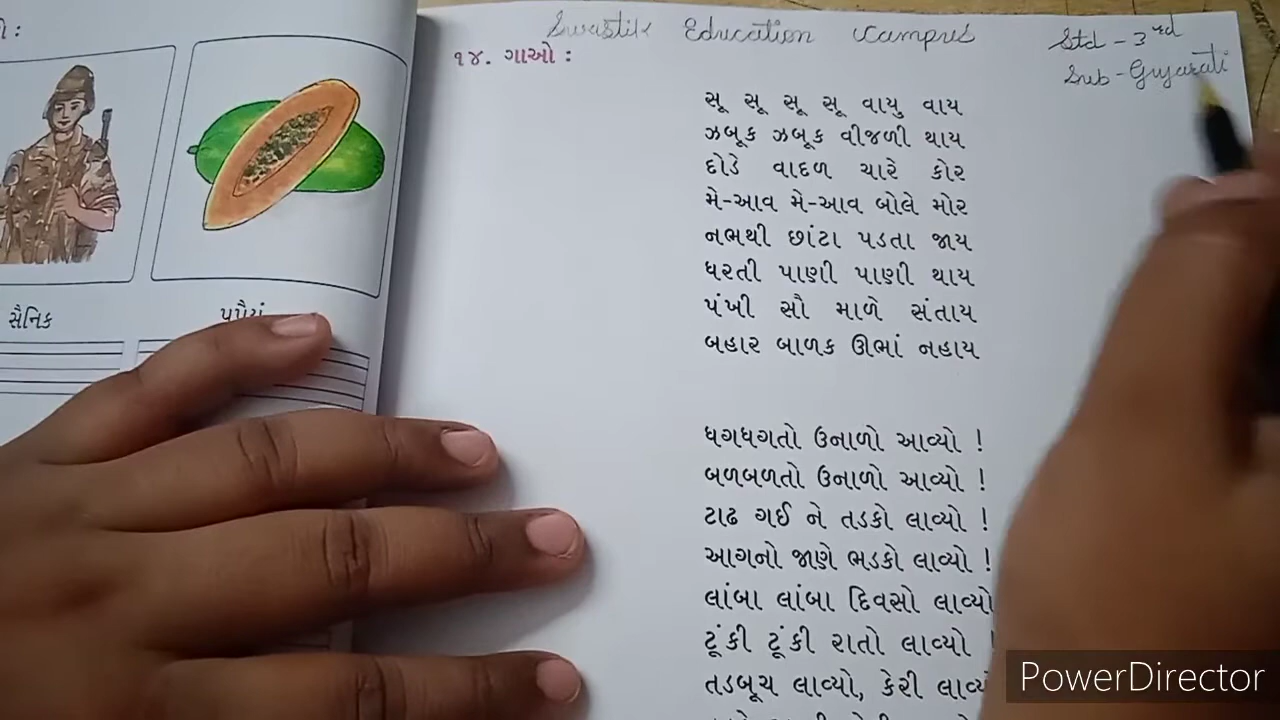 Swastik Education Campus
Std - 3rd
Sub - Gujarati
૧૪. ગાઓ :
સૂ સૂ સૂ સૂ વાયુ વાય
ઝબૂક ઝબૂક વીજળી થાય
દોડે વાદળ ચારે કોર
મે-આવ મે-આવ બોલે મોર
નભથી છાંટા પડતા જાય
ધરતી પાણી પાણી થાય
પંખી સૌ માળે સંતાય
બહાર બાળક ઊભાં નહાય
ધગધગતો ઉનાળો આવ્યો !
બળબળતો ઉનાળો આવ્યો !
ટાઢ ગઈ ને તડકો લાવ્યો !
આગનો જાણે ભડકો લાવ્યો !
લાંબા લાંબા દિવસો લાવ્યો
ટૂંકી ટૂંકી રાતો લાવ્યો
તડબૂચ લાવ્યો, કેરી લાવ્યો
સૈનિક
PowerDirector